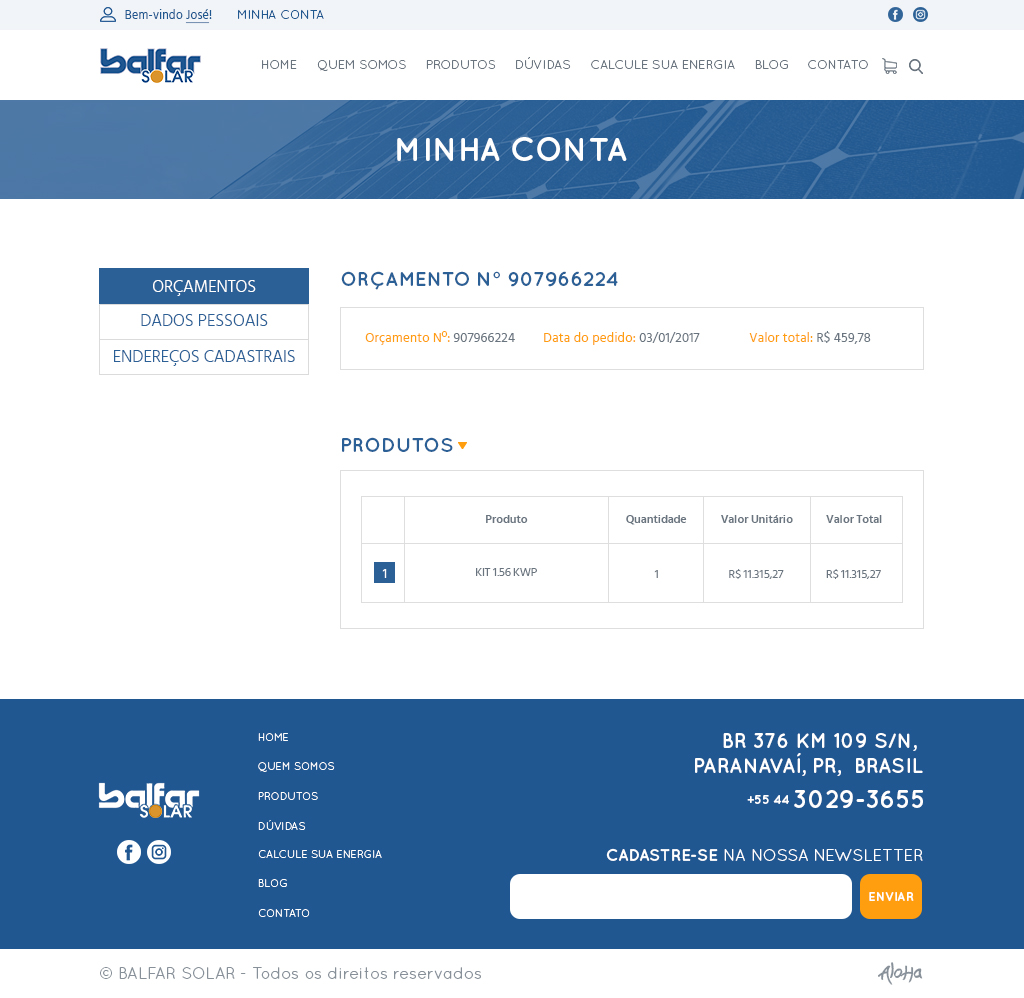 Bem-vindo José! MINHA CONTA
balfar SOLAR
HOME QUEM SOMOS PRODUTOS DÚVIDAS CALCULE SUA ENERGIA BLOG CONTATO
MINHA CONTA
ORÇAMENTOS
DADOS PESSOAIS
ENDEREÇOS CADASTRAIS
ORÇAMENTO N° 907966224
Orçamento Nº: 907966224 Data do pedido: 03/01/2017 Valor total: R$ 459,78
PRODUTOS
Produto Quantidade Valor Unitário Valor Total
1 KIT 1.56 KWP 1 R$ 11.315,27 R$ 11.315,27
HOME
QUEM SOMOS
PRODUTOS
DÚVIDAS
CALCULE SUA ENERGIA
BLOG
CONTATO
balfar SOLAR
BR 376 KM 109 S/N,
PARANAVAÍ, PR, BRASIL
+55 44 3029-3655
CADASTRE-SE NA NOSSA NEWSLETTER
ENVIAR
© BALFAR SOLAR - Todos os direitos reservados
Aloha